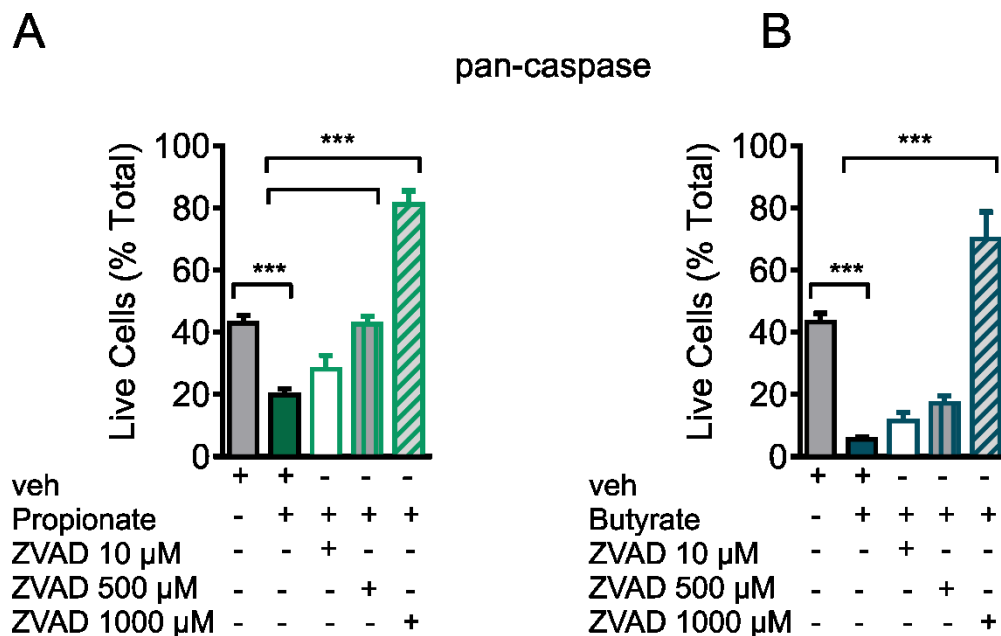 A
B
pan-caspase
***
***
Live Cells (% Total)
100
80
60
40
20
0
veh + + - - -
Propionate - + + + +
ZVAD 10 µM - - + - -
ZVAD 500 µM - - - + -
ZVAD 1000 µM - - - - +
***
***
Live Cells (% Total)
100
80
60
40
20
0
veh + + - - -
Butyrate - + + + +
ZVAD 10 µM - - + - -
ZVAD 500 µM - - - + -
ZVAD 1000 µM - - - - +